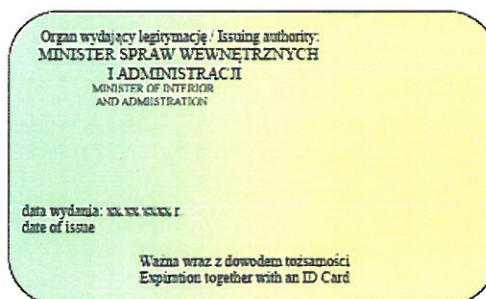 Organ wydający legitymację / Issuing authority:
MINISTER SPRAW WEWNĘTRZNYCH
I ADMINISTRACJI
MINISTER OF INTERIOR
AND ADMIISTRATION
data wydania: xx.xx.xxxx r.
date of issue
Ważna wraz z dowodem tożsamości
Expiration together with an ID Card